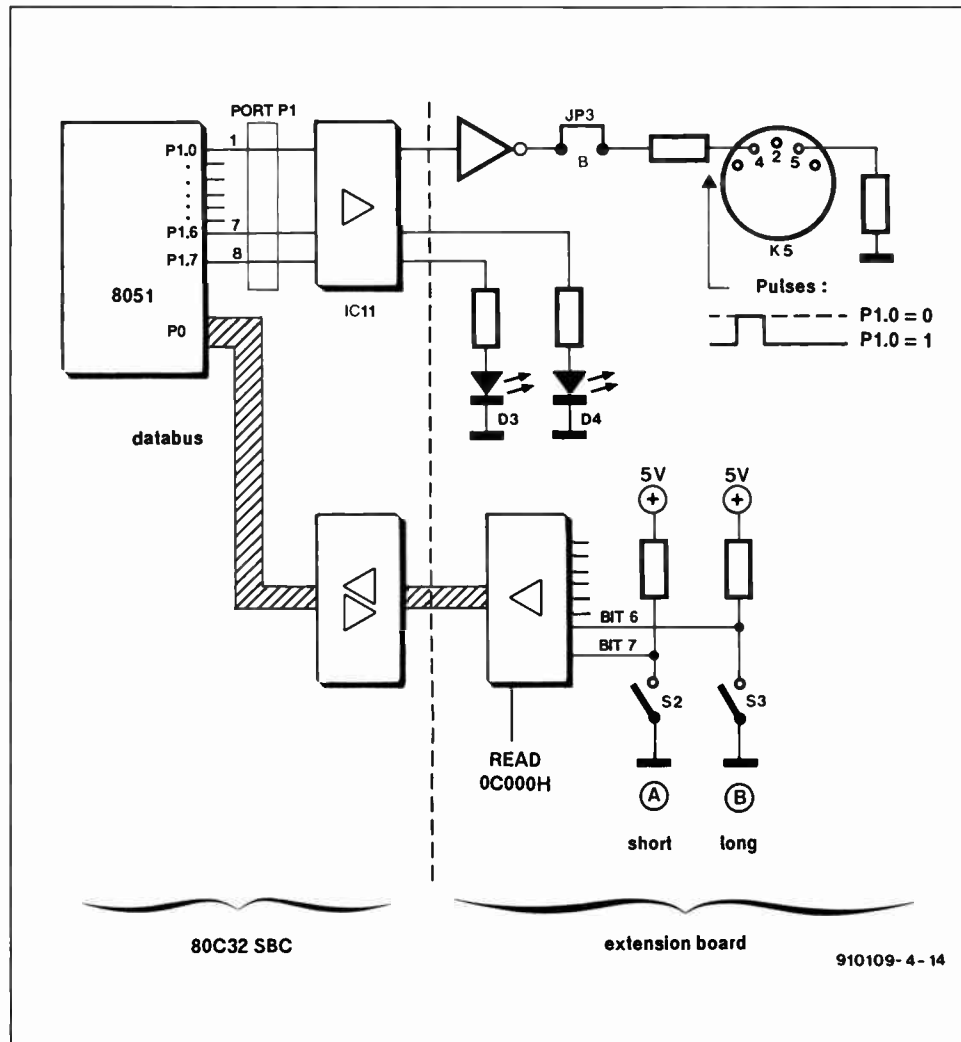 PORT P1
JP3
P1.0
1
B
4
2
5
P1.6
7
P1.7
8
K5
8051
IC11
Pulses :
P1.0 = 0
P1.0 = 1
P0
D3
D4
databus
5V
5V
+
+
BIT 6
BIT 7
S2
S3
READ
0C000H
A
B
short
long
80C32 SBC
extension board
910109-4-14